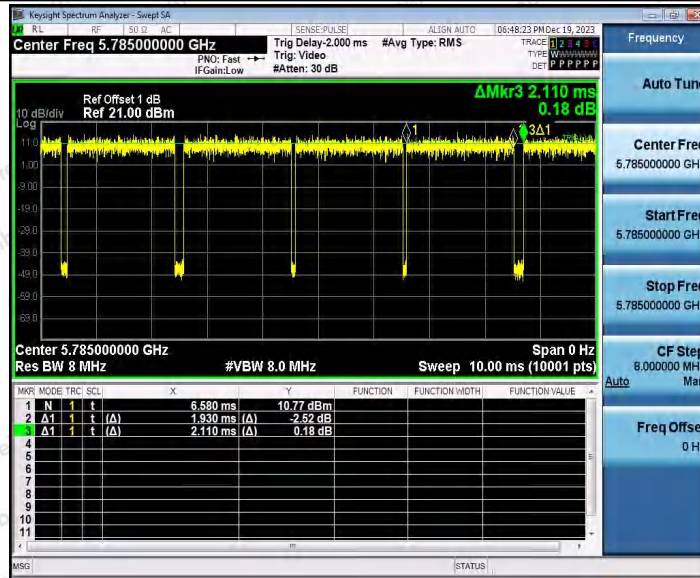 Keysight Spectrum Analyzer - Swept SA
RL RF 50 Ω AC SENSE:PULSE ALIGN AUTO 06:48:23 PM Dec 19, 2023
Center Freq 5.785000000 GHz
PNO: Fast
IFGain:Low
Trig Delay-2.000 ms
Trig: Video
#Atten: 30 dB
#Avg Type: RMS
TRACE 1 2 3 4 5 6
TYPE W
DET P P P P P P
Frequency
ΔMkr3 2.110 ms
0.18 dB
Ref Offset 1 dB
10 dB/div Ref 21.00 dBm
Log
11.0
1.00
-9.00
-19.0
-29.0
-39.0
-49.0
-59.0
-69.0
1
3Δ1
Center 5.785000000 GHz Span 0 Hz
Res BW 8 MHz #VBW 8.0 MHz Sweep 10.00 ms (10001 pts)
MKR MODE TRC SCL X Y FUNCTION FUNCTION WIDTH FUNCTION VALUE
1 N 1 t 6.580 ms 10.77 dBm
2 Δ1 1 t (Δ) 1.930 ms (Δ) -2.52 dB
3 Δ1 1 t (Δ) 2.110 ms (Δ) 0.18 dB
4
5
6
7
8
9
10
11
MSG STATUS
Auto Tun
Center Fre
5.785000000 GH
Start Fre
5.785000000 GH
Stop Fre
5.785000000 GH
CF Ste
8.000000 MH
Auto Ma
Freq Offse
0 H